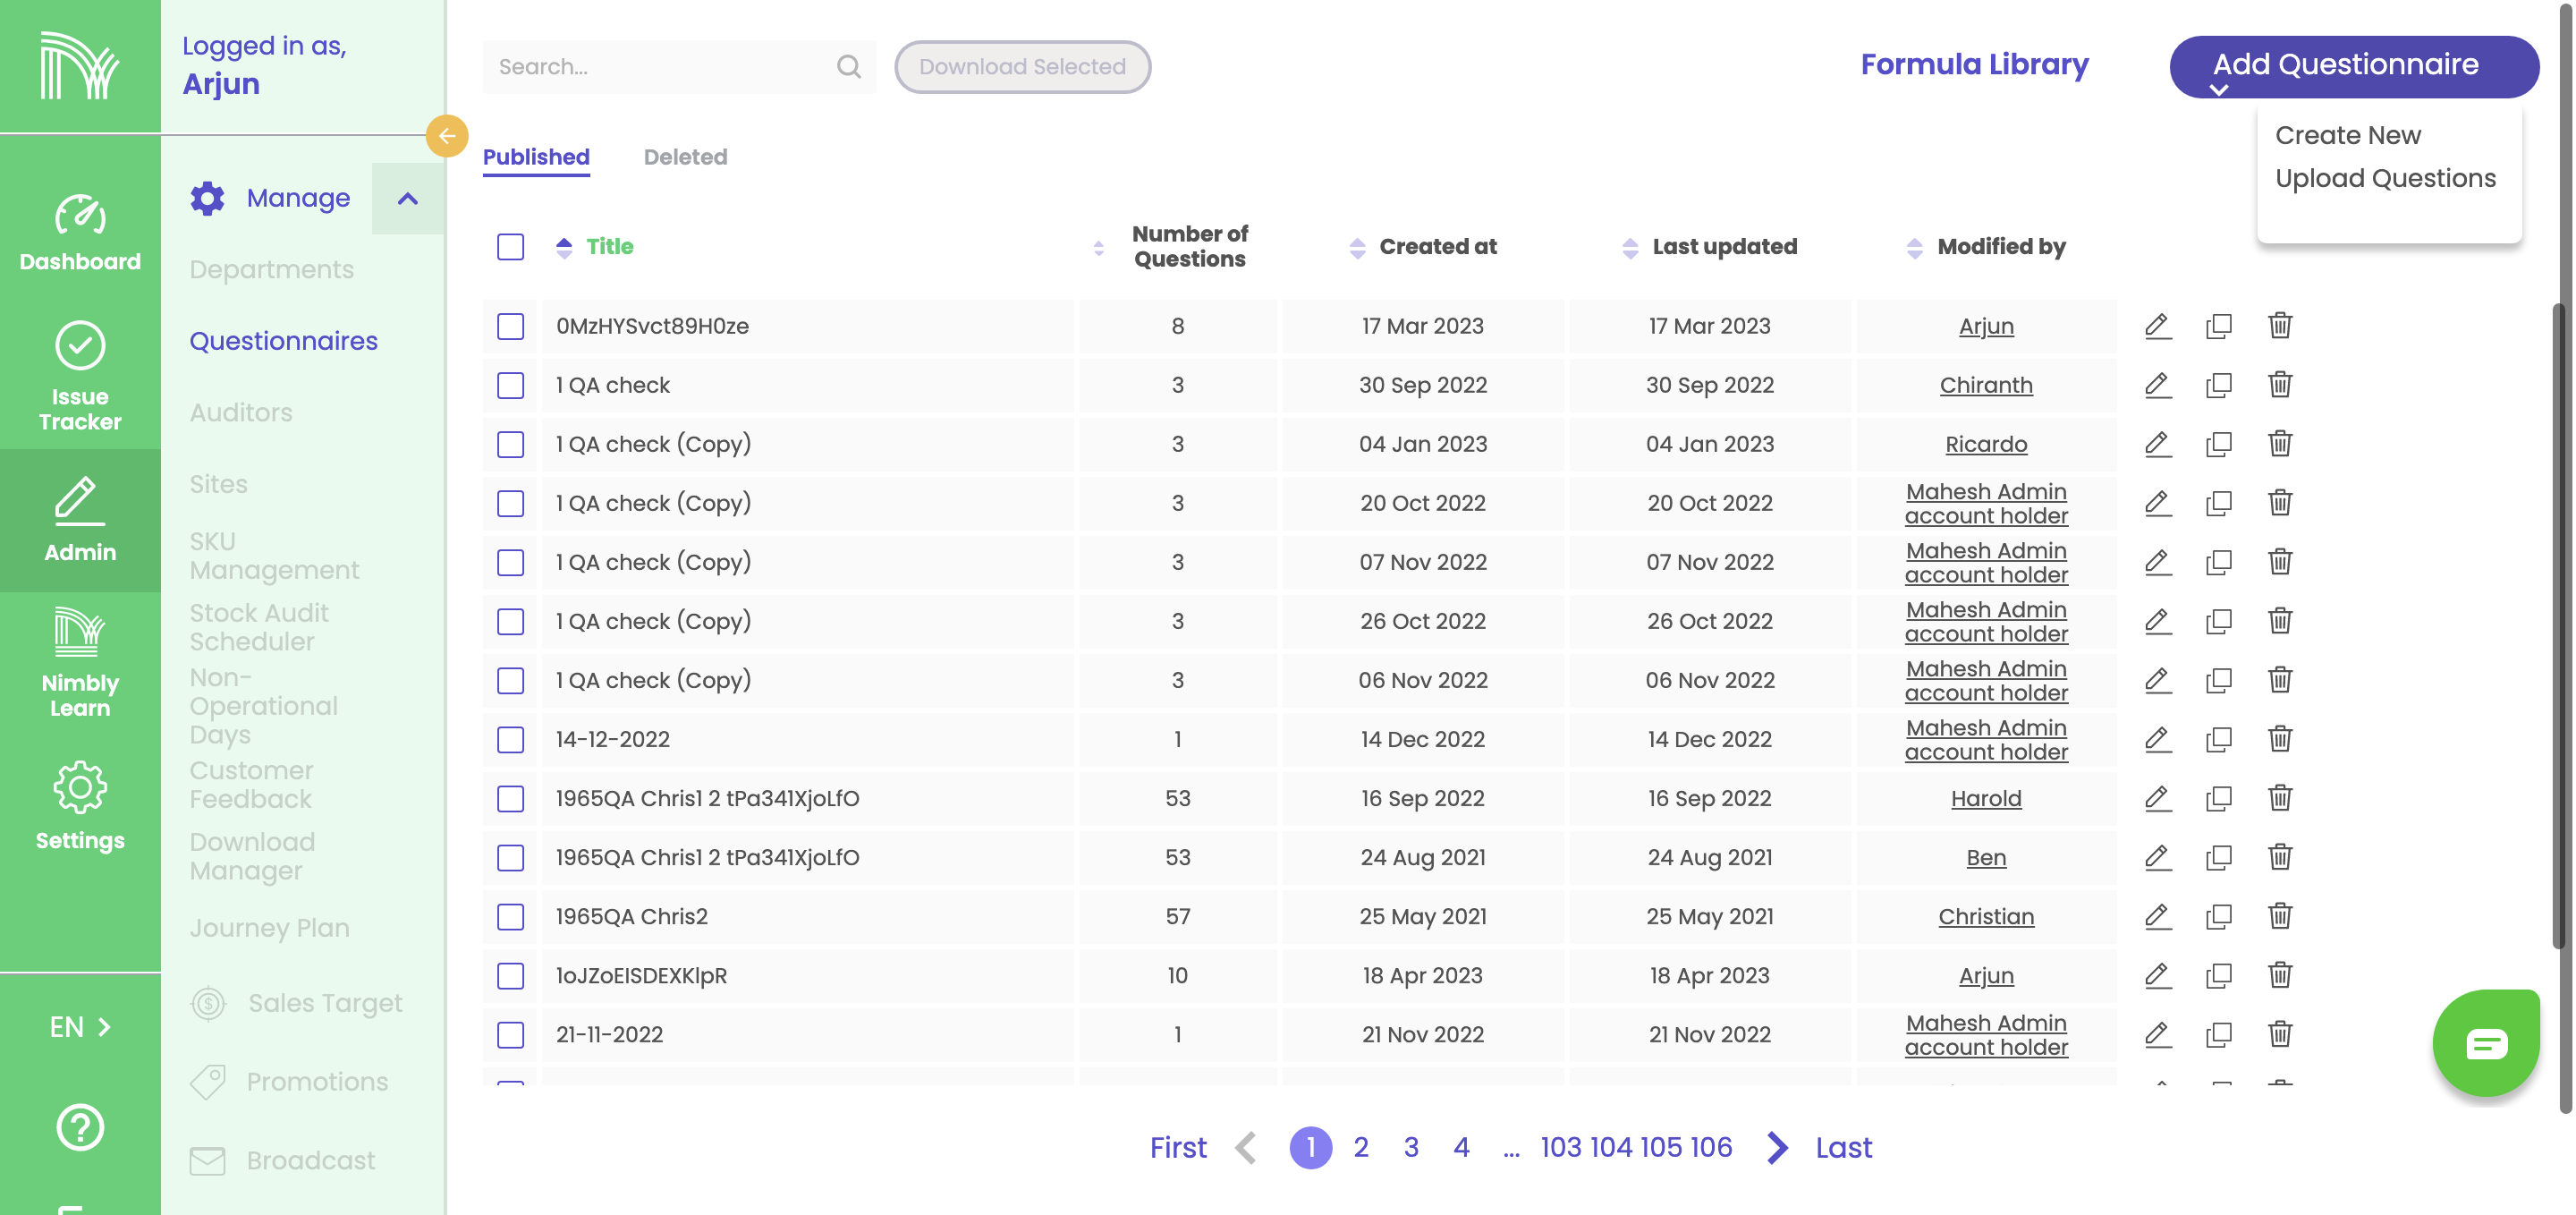 Logged in as,
Arjun
Dashboard
Issue
Tracker
Admin
Nimbly
Learn
Settings
EN
?
Manage
Departments
Questionnaires
Auditors
Sites
SKU
Management
Stock Audit
Scheduler
Non-
Operational
Days
Customer
Feedback
Download
Manager
Journey Plan
Sales Target
Promotions
Broadcast
Search...
Download Selected
Formula Library
Add Questionnaire
Create New
Upload Questions
Published Deleted
Title Number of Questions Created at Last updated Modified by
0MzHYSvct89H0ze 8 17 Mar 2023 17 Mar 2023 Arjun
1 QA check 3 30 Sep 2022 30 Sep 2022 Chiranth
1 QA check (Copy) 3 04 Jan 2023 04 Jan 2023 Ricardo
1 QA check (Copy) 3 20 Oct 2022 20 Oct 2022 Mahesh Admin account holder
1 QA check (Copy) 3 07 Nov 2022 07 Nov 2022 Mahesh Admin account holder
1 QA check (Copy) 3 26 Oct 2022 26 Oct 2022 Mahesh Admin account holder
1 QA check (Copy) 3 06 Nov 2022 06 Nov 2022 Mahesh Admin account holder
14-12-2022 1 14 Dec 2022 14 Dec 2022 Mahesh Admin account holder
1965QA Chris1 2 tPa341XjoLfO 53 16 Sep 2022 16 Sep 2022 Harold
1965QA Chris1 2 tPa341XjoLfO 53 24 Aug 2021 24 Aug 2021 Ben
1965QA Chris2 57 25 May 2021 25 May 2021 Christian
1oJZoEISDEXKlpR 10 18 Apr 2023 18 Apr 2023 Arjun
21-11-2022 1 21 Nov 2022 21 Nov 2022 Mahesh Admin account holder
First 1 2 3 4 ... 103 104 105 106 Last